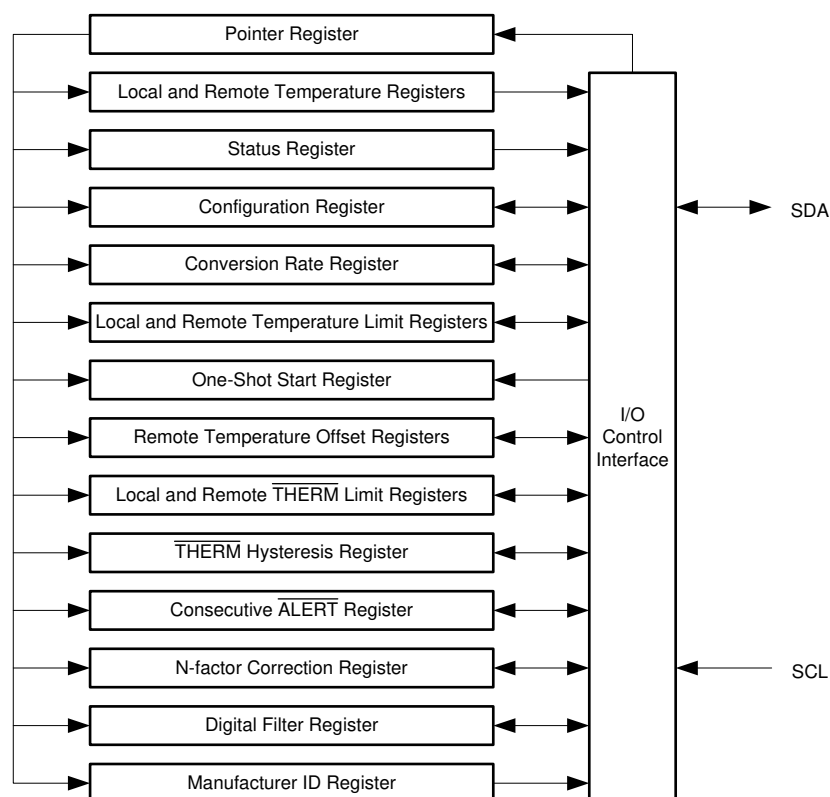 Pointer Register
Local and Remote Temperature Registers
Status Register
Configuration Register
SDA
Conversion Rate Register
Local and Remote Temperature Limit Registers
One-Shot Start Register
I/O
Control
Interface
Remote Temperature Offset Registers
Local and Remote THERM Limit Registers
THERM Hysteresis Register
Consecutive ALERT Register
N-factor Correction Register
SCL
Digital Filter Register
Manufacturer ID Register